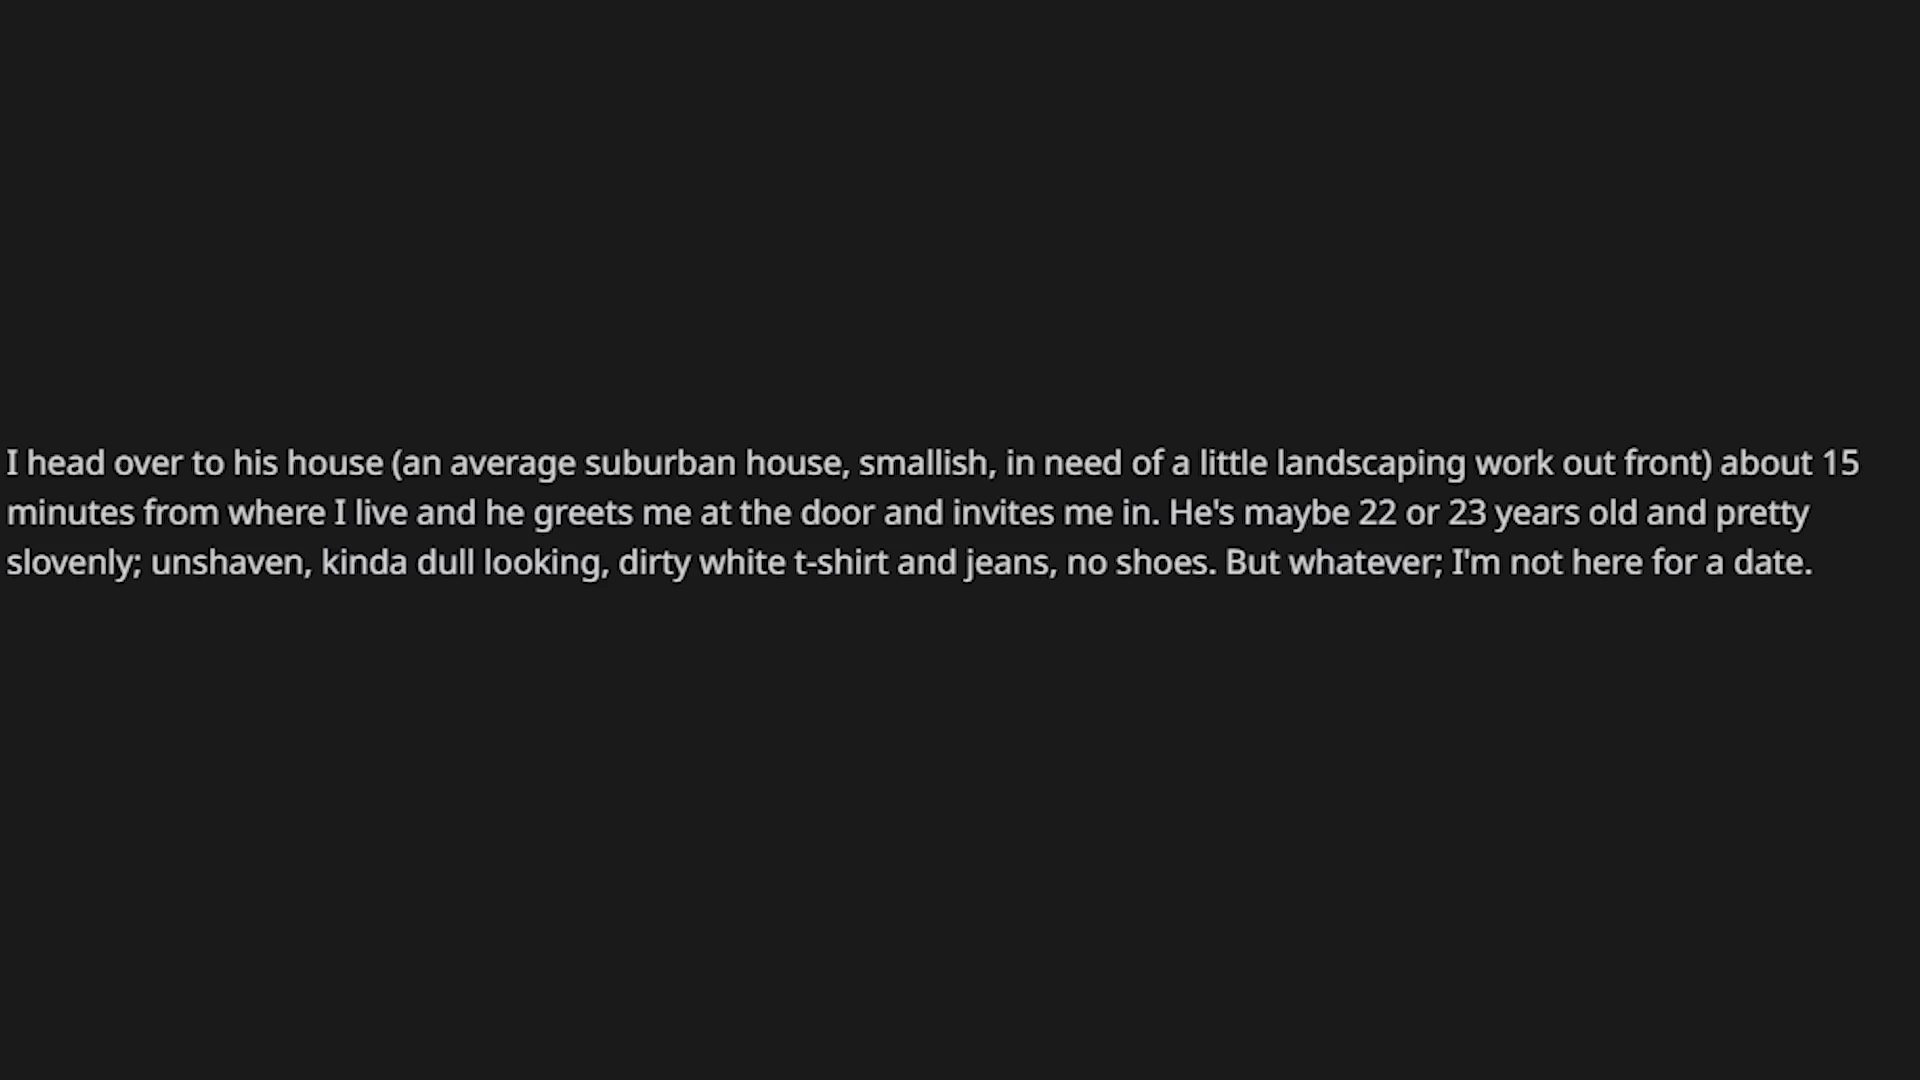 I head over to his house (an average suburban house, smallish, in need of a little landscaping work out front) about 15
minutes from where I live and he greets me at the door and invites me in. He's maybe 22 or 23 years old and pretty
slovenly; unshaven, kinda dull looking, dirty white t-shirt and jeans, no shoes. But whatever; I'm not here for a date.